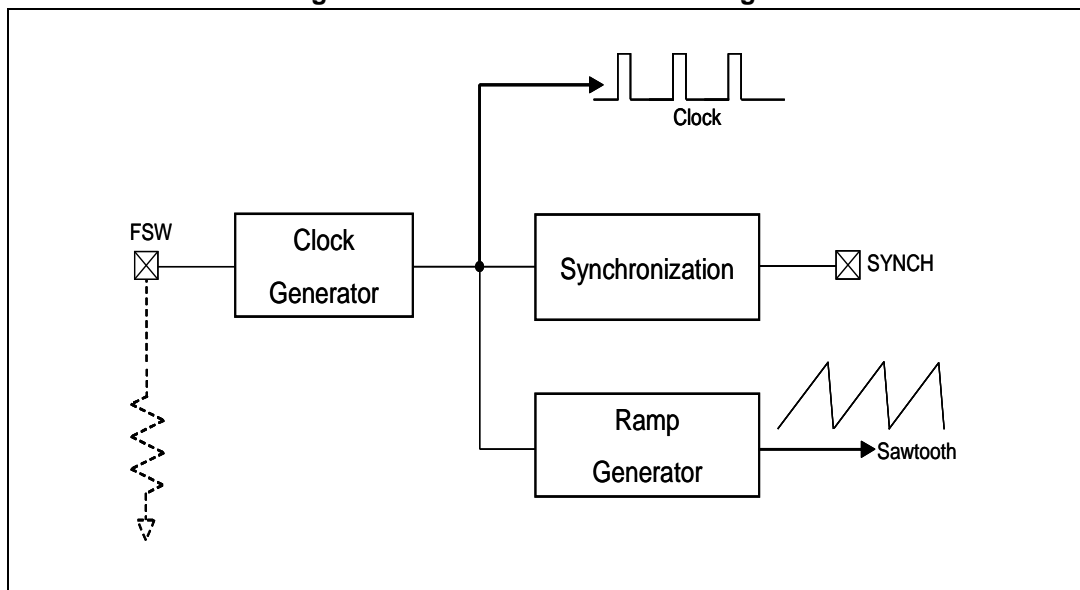 Clock
FSW
Clock
Generator
Synchronization
SYNCH
Ramp
Generator
Sawtooth